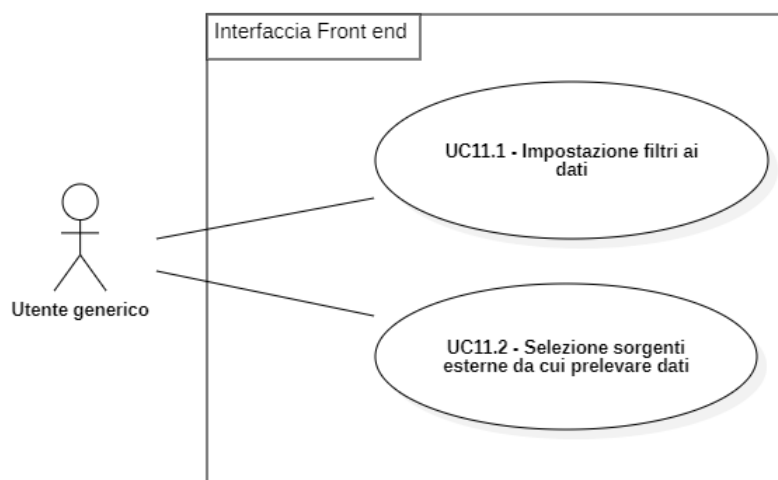 Interfaccia Front end
UC11.1 - Impostazione filtri ai
dati
Utente generico
UC11.2 - Selezione sorgenti
esterne da cui prelevare dati